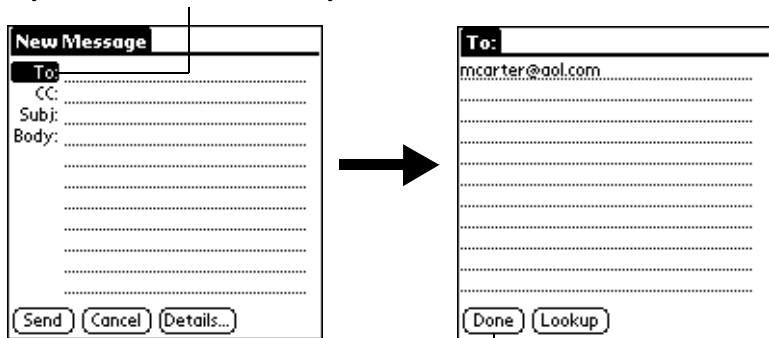 New Message
To:
CC:
Subj:
Body:
Send Cancel Details...
To:
mcarter@aol.com
Done Lookup